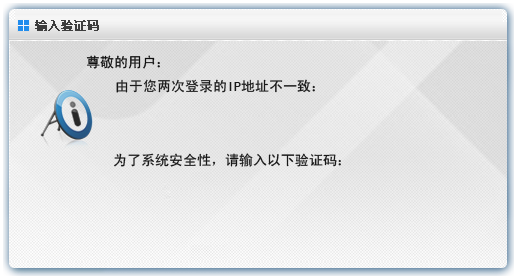 输入验证码
尊敬的用户：
由于您两次登录的IP地址不一致：
为了系统安全性，请输入以下验证码：